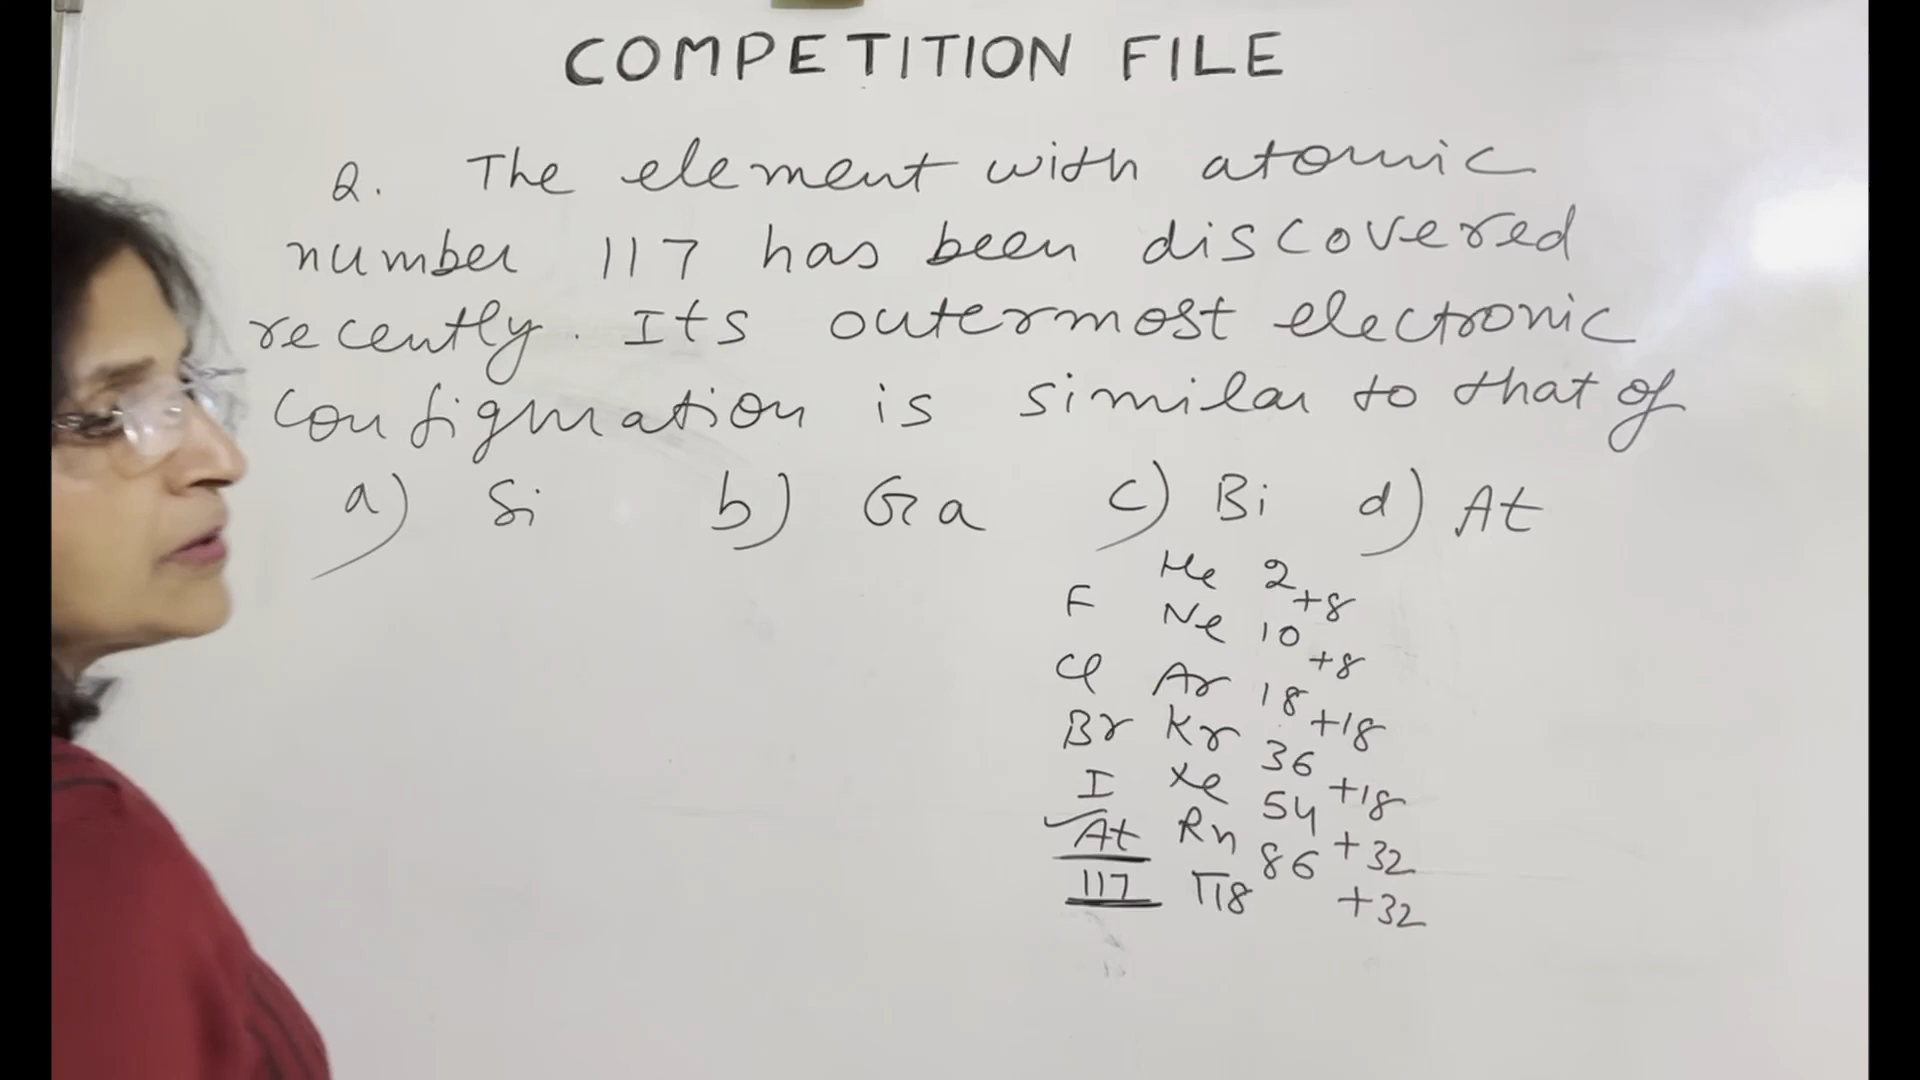 COMPETITION FILE
Q. The element with atomic
number 117 has been discovered
recently. Its outermost electronic
configuration is similar to that of
a) Si b) Ga c) Bi d) At
He 2 +8
F Ne 10 +8
Cl Ar 18 +18
Br Kr 36 +18
I Xe 54 +32
✓ At Rn 86 +32
117 118